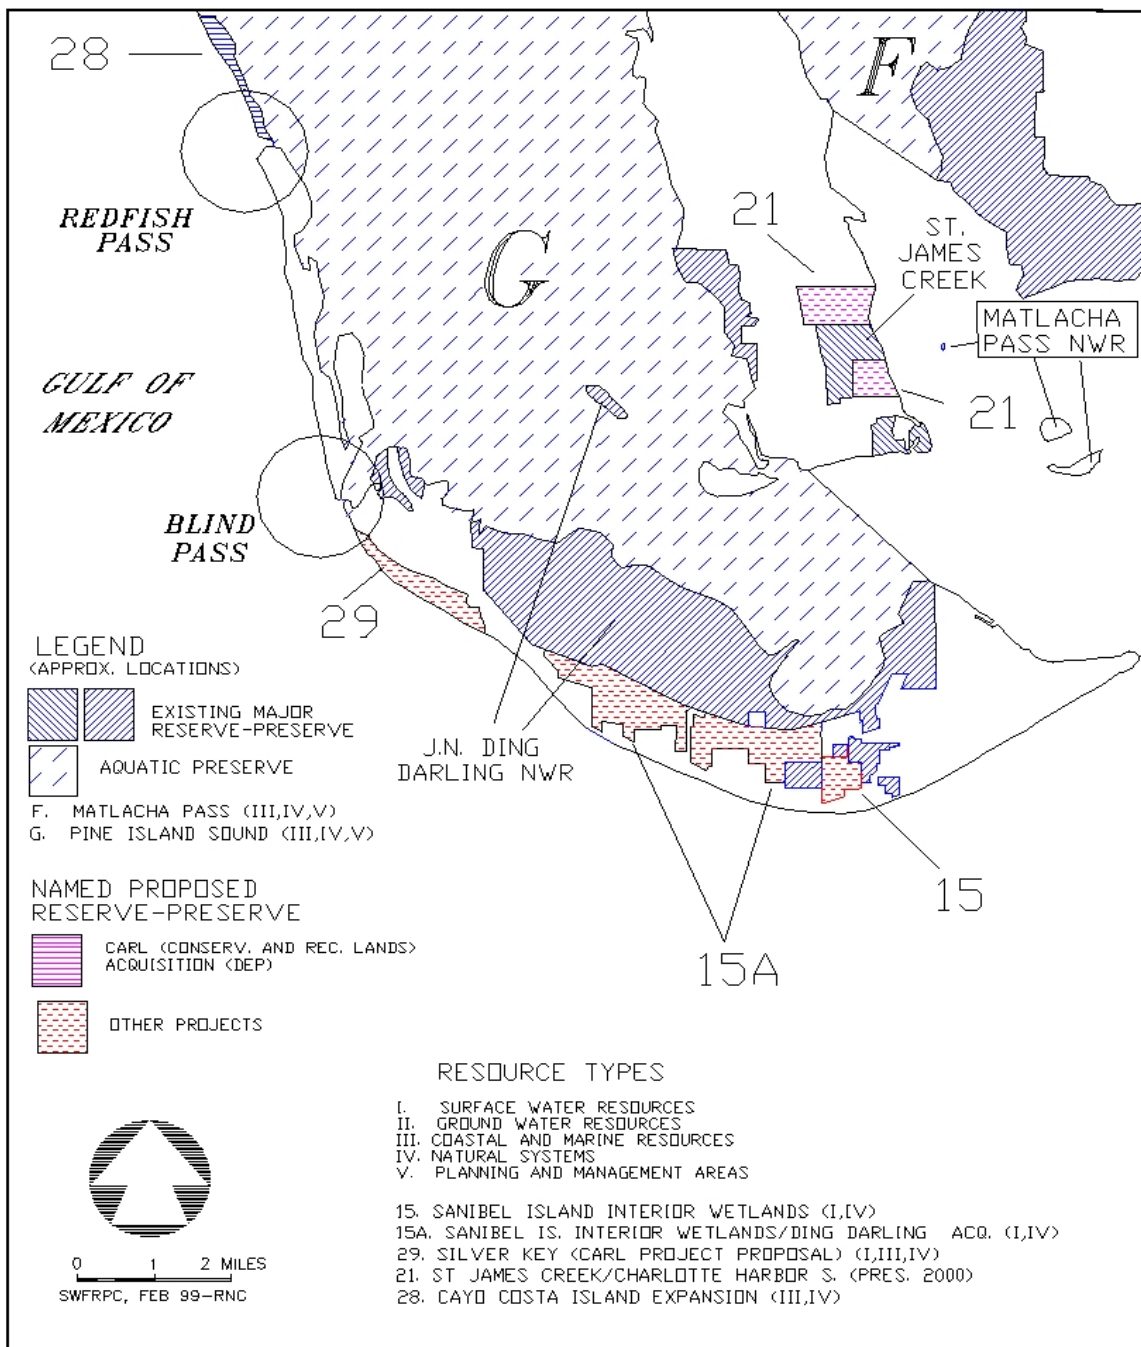 28
F
REDFISH
PASS
21
ST.
JAMES
CREEK
G
MATLACHA
PASS NWR
GULF OF
MEXICO
21
BLIND
PASS
29
LEGEND
(APPROX. LOCATIONS)
EXISTING MAJOR
RESERVE-PRESERVE
J.N. DING
DARLING NWR
AQUATIC PRESERVE
F. MATLACHA PASS (III,IV,V)
G. PINE ISLAND SOUND (III,IV,V)
15
NAMED PROPOSED
RESERVE-PRESERVE
15A
CARL (CONSERV. AND REC. LANDS)
ACQUISITION (DEP)
OTHER PROJECTS
RESOURCE TYPES
I. SURFACE WATER RESOURCES
II. GROUND WATER RESOURCES
III. COASTAL AND MARINE RESOURCES
IV. NATURAL SYSTEMS
V. PLANNING AND MANAGEMENT AREAS
15. SANIBEL ISLAND INTERIOR WETLANDS (I,IV)
15A. SANIBEL IS. INTERIOR WETLANDS/DING DARLING ACQ. (I,IV)
29. SILVER KEY (CARL PROJECT PROPOSAL) (I,III,IV)
21. ST JAMES CREEK/CHARLOTTE HARBOR S. (PRES. 2000)
28. CAYO COSTA ISLAND EXPANSION (III,IV)
0 1 2 MILES
SWFRPC, FEB 99-RNC